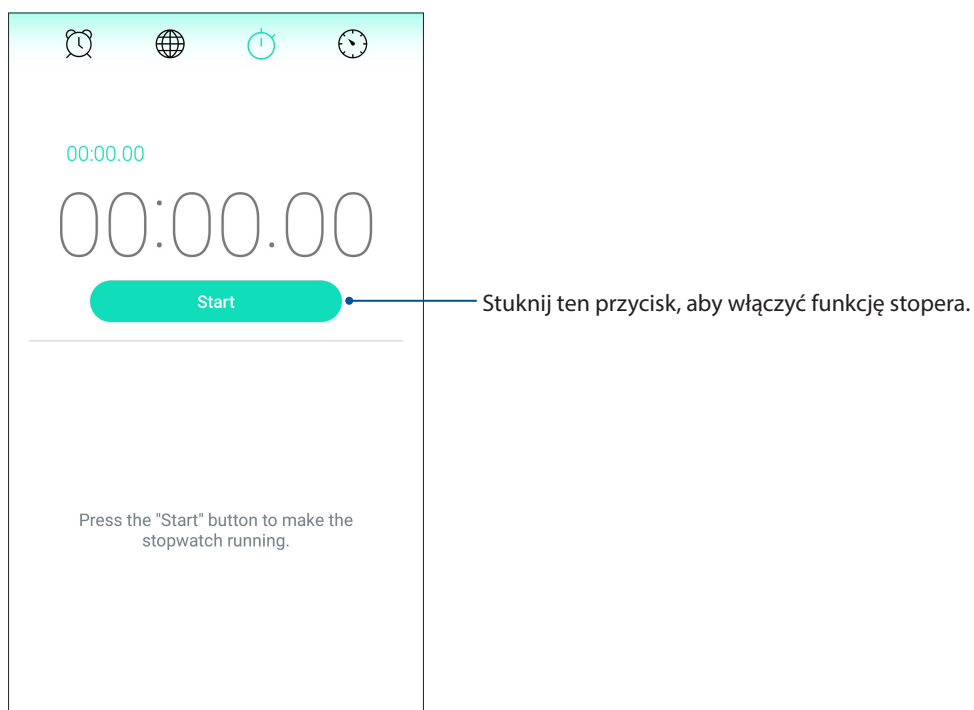 00:00.00
00:00.00
Start
Stuknij ten przycisk, aby włączyć funkcję stopera.
Press the "Start" button to make the
stopwatch running.